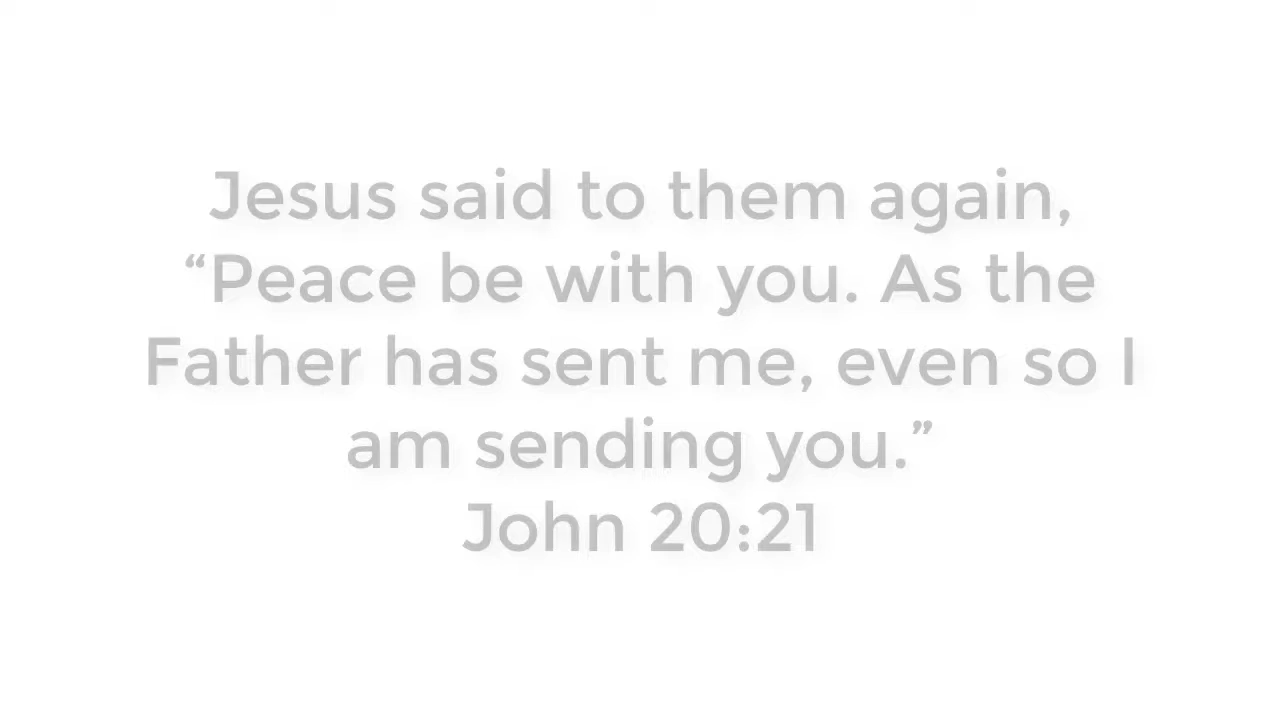 Jesus said to them again,
“Peace be with you. As the
Father has sent me, even so I
am sending you.”
John 20:21